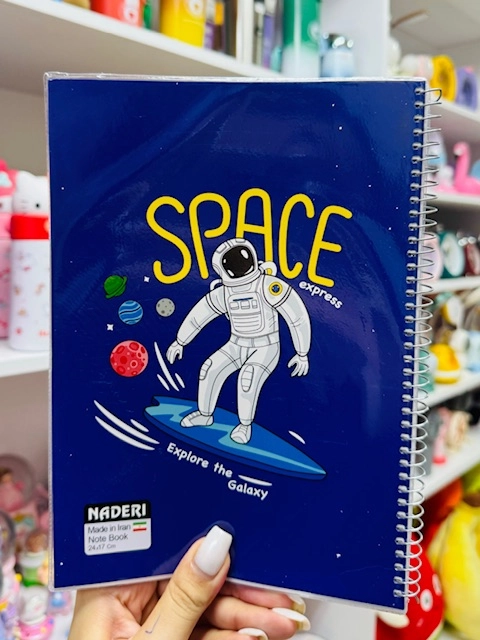 SPACE
express
Explore the
Galaxy
NADERI
Made in Iran
Note Book
24x17 Cm